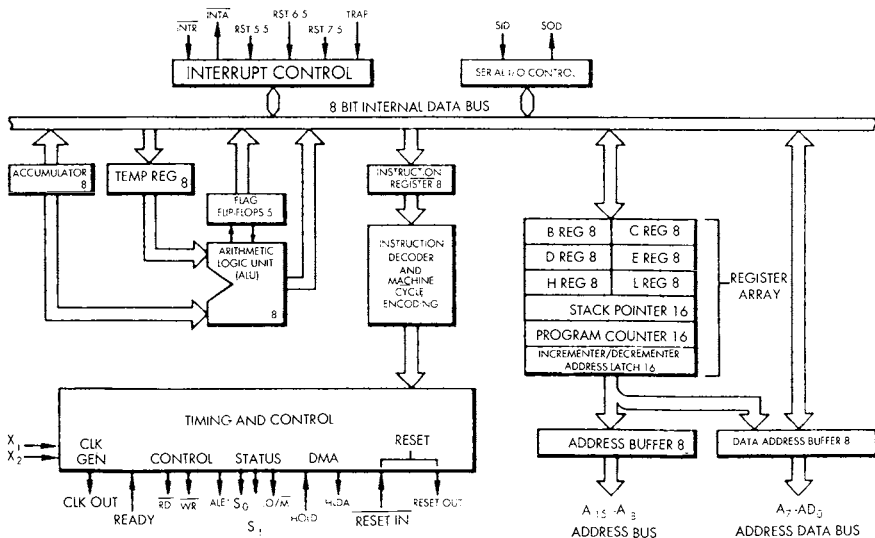 INTR INTA RST 5 5 RST 6 5 RST 7 5 TRAP
INTERRUPT CONTROL
SID SOD
SERIAL I/O CONTROL
8 BIT INTERNAL DATA BUS
ACCUMULATOR
8
TEMP REG
8
FLAG
FLIP-FLOPS 5
ARITHMETIC
LOGIC UNIT
(ALU)
8
INSTRUCTION
REGISTER 8
INSTRUCTION
DECODER
AND
MACHINE
CYCLE
ENCODING
B REG 8 C REG 8
D REG 8 E REG 8
H REG 8 L REG 8
STACK POINTER 16
PROGRAM COUNTER 16
INCREMENTER/DECREMENTER
ADDRESS LATCH 16
REGISTER
ARRAY
TIMING AND CONTROL
X1
X2
CLK
GEN
CONTROL STATUS DMA RESET
CLK OUT
READY
RD WR ALE S0
S1
IO/M
HOLD
HLDA
RESET IN
RESET OUT
ADDRESS BUFFER 8
DATA ADDRESS BUFFER 8
A15 -A8
ADDRESS BUS
A7 -AD0
ADDRESS DATA BUS